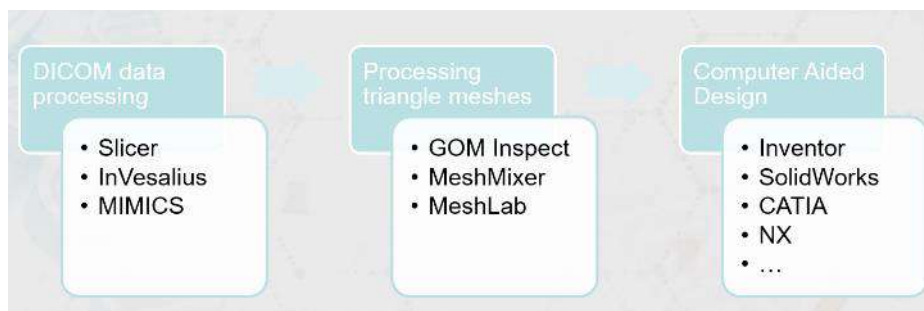 DICOM data
processing
• Slicer
• InVesalius
• MIMICS
Processing
triangle meshes
• GOM Inspect
• MeshMixer
• MeshLab
Computer Aided
Design
• Inventor
• SolidWorks
• CATIA
• NX
• ...